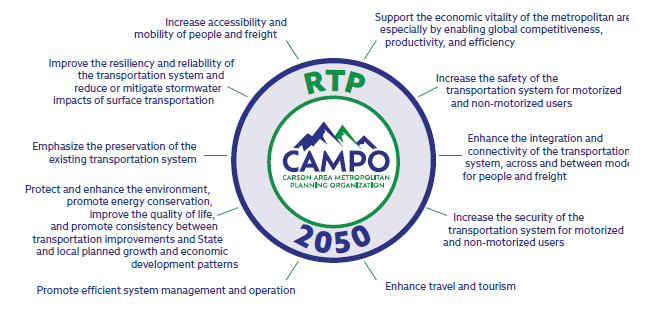 Increase accessibility and
mobility of people and freight
Improve the resiliency and reliability of
the transportation system and
reduce or mitigate stormwater
impacts of surface transportation
Emphasize the preservation of the
existing transportation system
Protect and enhance the environment,
promote energy conservation,
improve the quality of life,
and promote consistency between
transportation improvements and State
and local planned growth and economic
development patterns
Promote efficient system management and operation
RTP
CAMPO
CARSON AREA METROPOLITAN
PLANNING ORGANIZATION
2050
Support the economic vitality of the metropolitan are
especially by enabling global competitiveness,
productivity, and efficiency
Increase the safety of the
transportation system for motorized
and non-motorized users
Enhance the integration and
connectivity of the transportation
system, across and between mode
for people and freight
Increase the security of the
transportation system for motorized
and non-motorized users
Enhance travel and tourism